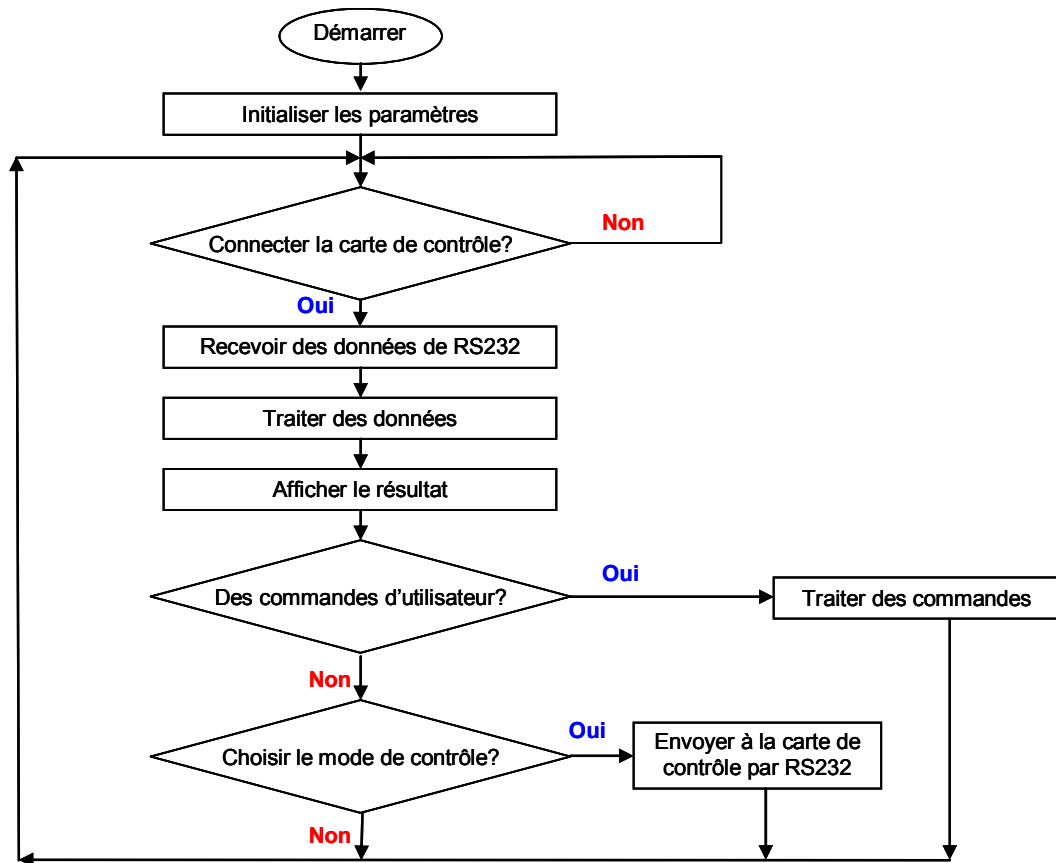 Démarrer
Initialiser les paramètres
Non
Connecter la carte de contrôle?
Oui
Recevoir des données de RS232
Traiter des données
Afficher le résultat
Oui
Des commandes d'utilisateur?
Traiter des commandes
Non
Oui
Envoyer à la carte de
contrôle par RS232
Choisir le mode de contrôle?
Non